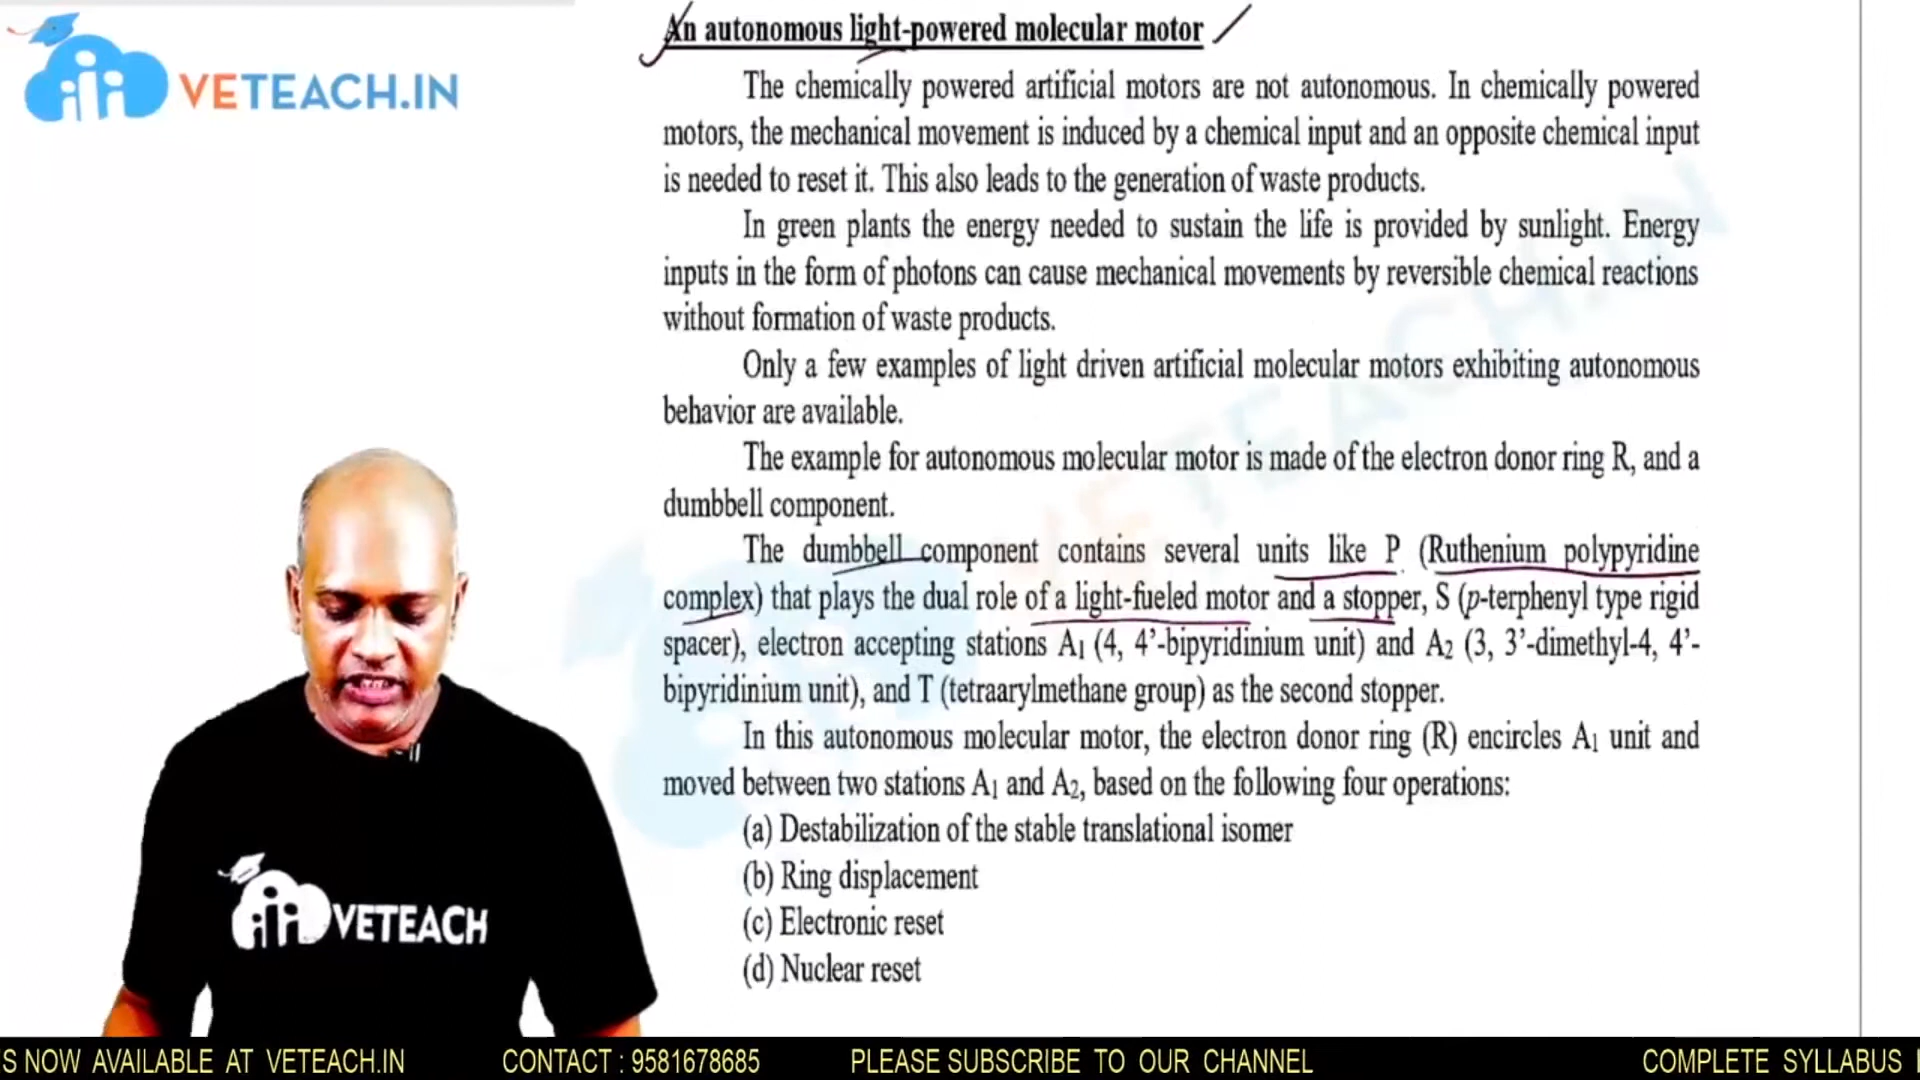 An autonomous light-powered molecular motor
VETEACH.IN
The chemically powered artificial motors are not autonomous. In chemically powered
motors, the mechanical movement is induced by a chemical input and an opposite chemical input
is needed to reset it. This also leads to the generation of waste products.
In green plants the energy needed to sustain the life is provided by sunlight. Energy
inputs in the form of photons can cause mechanical movements by reversible chemical reactions
without formation of waste products.
Only a few examples of light driven artificial molecular motors exhibiting autonomous
behavior are available.
The example for autonomous molecular motor is made of the electron donor ring R, and a
dumbbell component.
The dumbbell component contains several units like P (Ruthenium polypyridine
complex) that plays the dual role of a light-fueled motor and a stopper, S (p-terphenyl type rigid
spacer), electron accepting stations A₁ (4, 4’-bipyridinium unit) and A₂ (3, 3’-dimethyl-4, 4’-
bipyridinium unit), and T (tetraarylmethane group) as the second stopper.
In this autonomous molecular motor, the electron donor ring (R) encircles A₁ unit and
moved between two stations A₁ and A₂, based on the following four operations:
(a) Destabilization of the stable translational isomer
(b) Ring displacement
(c) Electronic reset
(d) Nuclear reset
VETEACH.IN
VETEACH
S NOW AVAILABLE AT VETEACH.IN CONTACT : 9581678685 PLEASE SUBSCRIBE TO OUR CHANNEL COMPLETE SYLLABUS